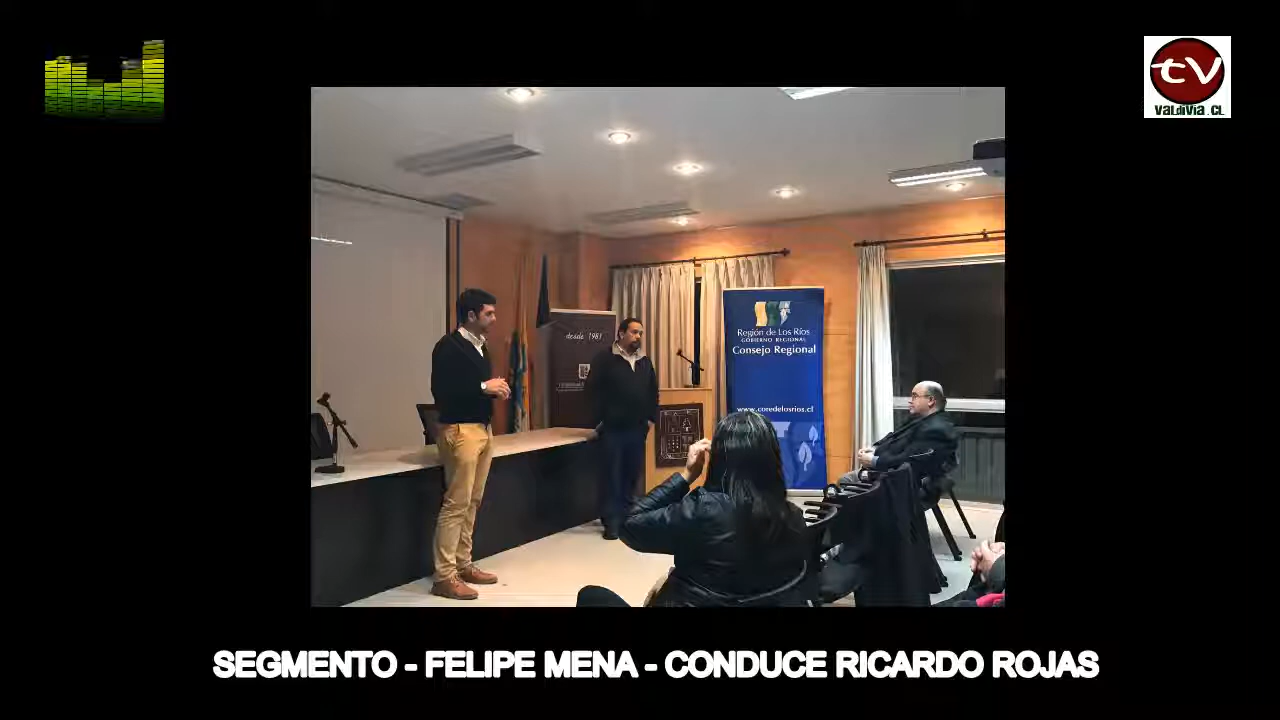 tV
VaLdiVia.CL
desde 1981
Región de Los Ríos
GOBIERNO REGIONAL
Consejo Regional
www.coredelosrios.cl
SEGMENTO - FELIPE MENA - CONDUCE RICARDO ROJAS